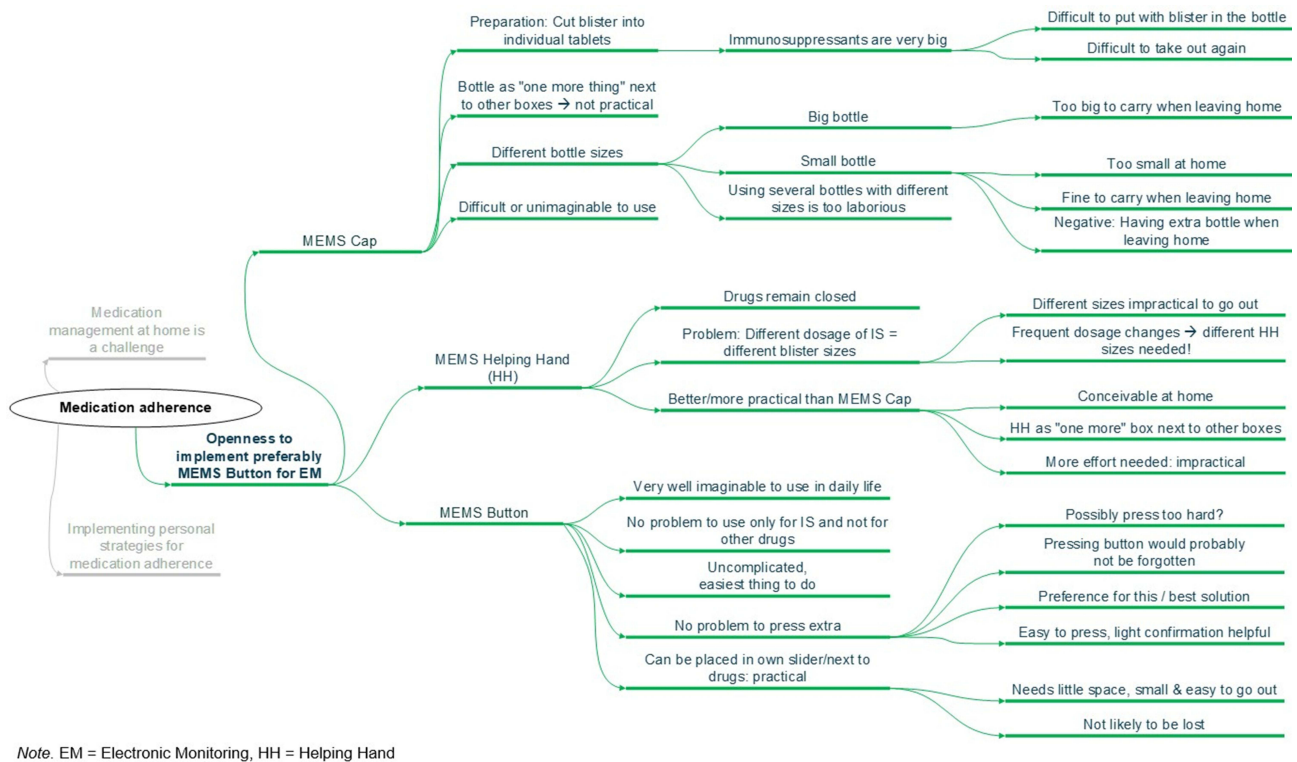 Preparation: Cut blister into
individual tablets
Immunosuppressants are very big
Difficult to put with blister in the bottle
Difficult to take out again
Bottle as "one more thing" next
to other boxes → not practical
Different bottle sizes
Big bottle
Too big to carry when leaving home
Small bottle
Too small at home
Fine to carry when leaving home
Negative: Having extra bottle when
leaving home
Using several bottles with different
sizes is too laborious
Difficult or unimaginable to use
MEMS Cap
Medication
management at home is
a challenge
Medication adherence
Openness to
implement preferably
MEMS Button for EM
Implementing personal
strategies for
medication adherence
MEMS Helping Hand
(HH)
Drugs remain closed
Problem: Different dosage of IS =
different blister sizes
Different sizes impractical to go out
Frequent dosage changes → different HH
sizes needed!
Better/more practical than MEMS Cap
Conceivable at home
HH as "one more" box next to other boxes
More effort needed: impractical
MEMS Button
Very well imaginable to use in daily life
No problem to use only for IS and not for
other drugs
Uncomplicated,
easiest thing to do
No problem to press extra
Possibly press too hard?
Pressing button would probably
not be forgotten
Preference for this / best solution
Easy to press, light confirmation helpful
Can be placed in own slider/next to
drugs: practical
Needs little space, small & easy to go out
Not likely to be lost
Note. EM = Electronic Monitoring, HH = Helping Hand